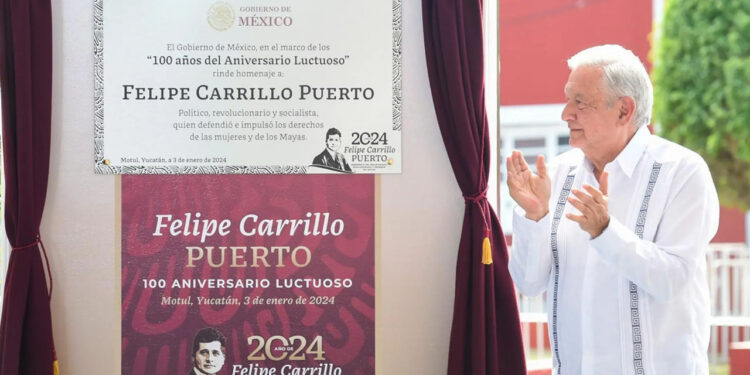 GOBIERNO DE
MÉXICO
El Gobierno de México, en el marco de los
“100 años del Aniversario Luctuoso”
rinde homenaje a:
FELIPE CARRILLO PUERTO
Político, revolucionario y socialista,
quien defendió e impulsó los derechos
de las mujeres y de los Mayas.
Motul, Yucatán, a 3 de enero de 2024
2024
Felipe Carrillo
PUERTO
Felipe Carrillo
PUERTO
100 ANIVERSARIO LUCTUOSO
Motul, Yucatán, 3 de enero de 2024
AÑO DE
2024
Felipe Carrillo